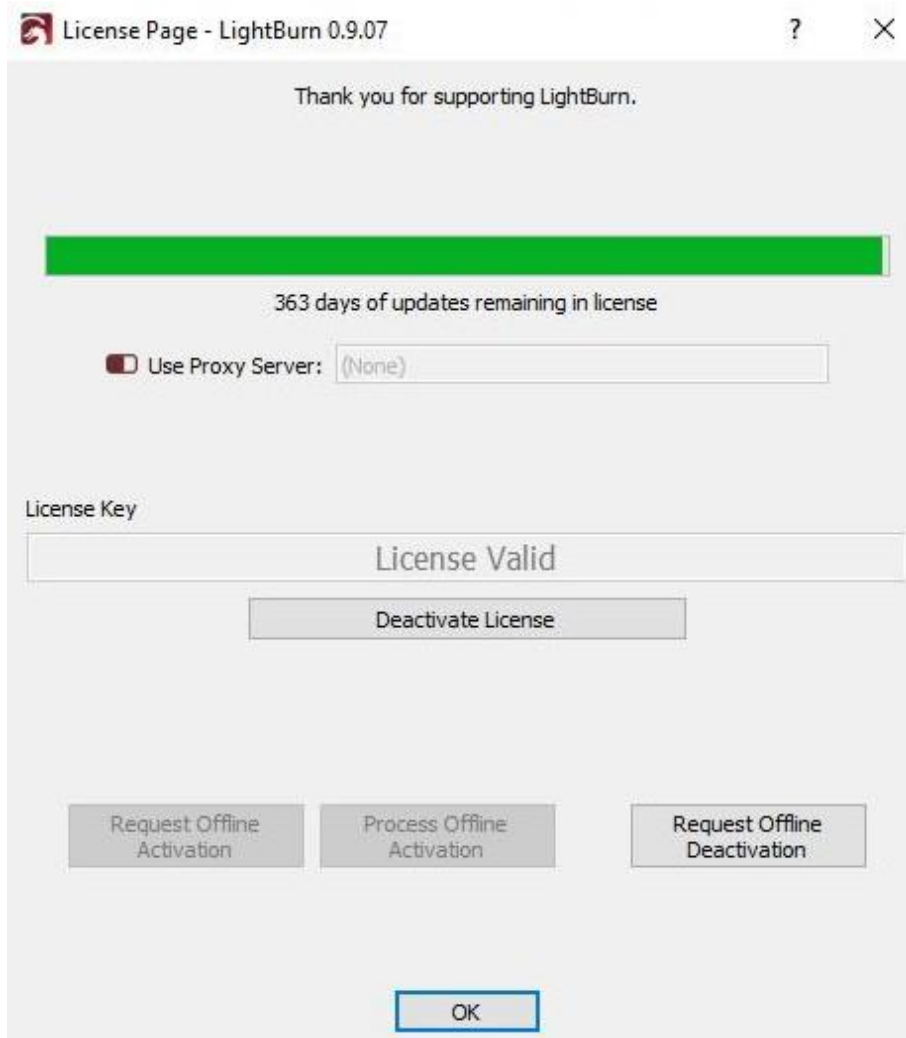 License Page - LightBurn 0.9.07
?
Thank you for supporting LightBurn.
363 days of updates remaining in license
Use Proxy Server: (None)
License Key
License Valid
Deactivate License
Request Offline
Activation
Process Offline
Activation
Request Offline
Deactivation
OK